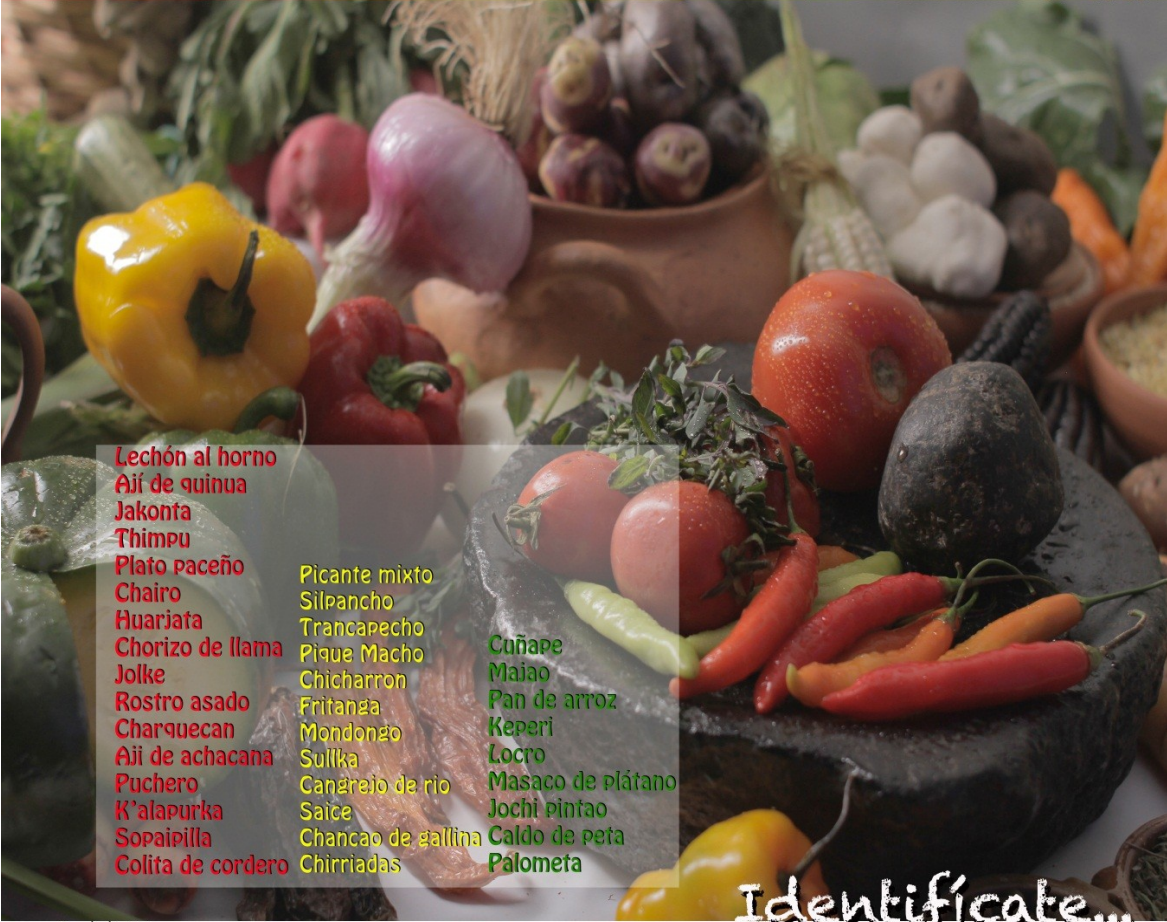 Lechón al horno
Ají de quinua
Jakonta
Thimpu
Plato paceño
Chairo
Huarjata
Chorizo de llama
Jolke
Rostro asado
Charquecan
Aji de achacana
Puchero
K'alapurka
Sopaipilla
Colita de cordero
Picante mixto
Silpancho
Trancapecho
Pique Macho
Chicharron
Fritanga
Mondongo
Sullka
Cangrejo de rio
Saice
Chancao de gallina
Chirriadas
Cuñape
Majao
Pan de arroz
Keperi
Locro
Masaco de plátano
Jochi pintao
Caldo de peta
Palometa
Identifícate...